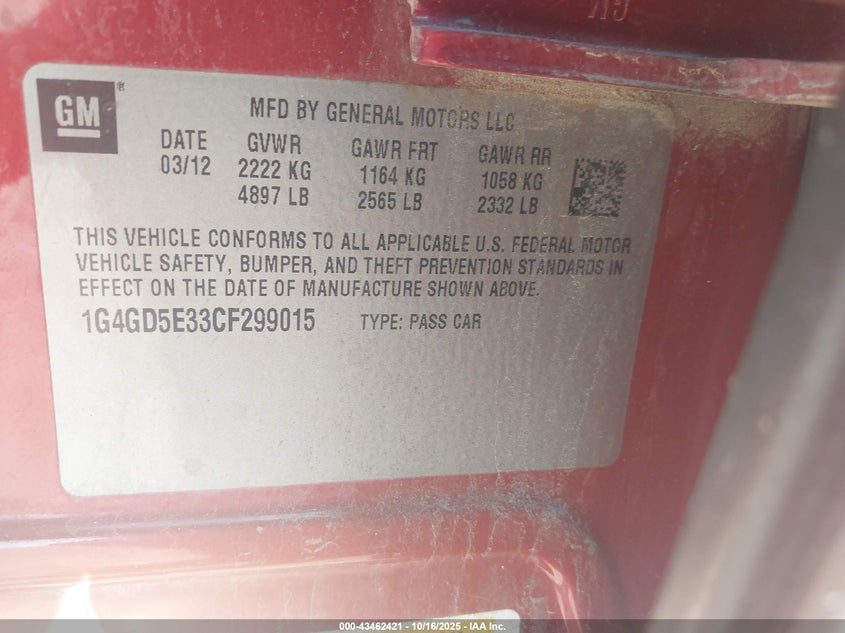 GM®
MFD BY GENERAL MOTORS LLC
DATE GVWR GAWR FRT GAWR RR
03/12 2222 KG 1164 KG 1058 KG
4897 LB 2565 LB 2332 LB
THIS VEHICLE CONFORMS TO ALL APPLICABLE U.S. FEDERAL MOTOR
VEHICLE SAFETY, BUMPER, AND THEFT PREVENTION STANDARDS IN
EFFECT ON THE DATE OF MANUFACTURE SHOWN ABOVE.
1G4GD5E33CF299015 TYPE: PASS CAR
000-43462421 | 10/16/2025 | IAA Inc.